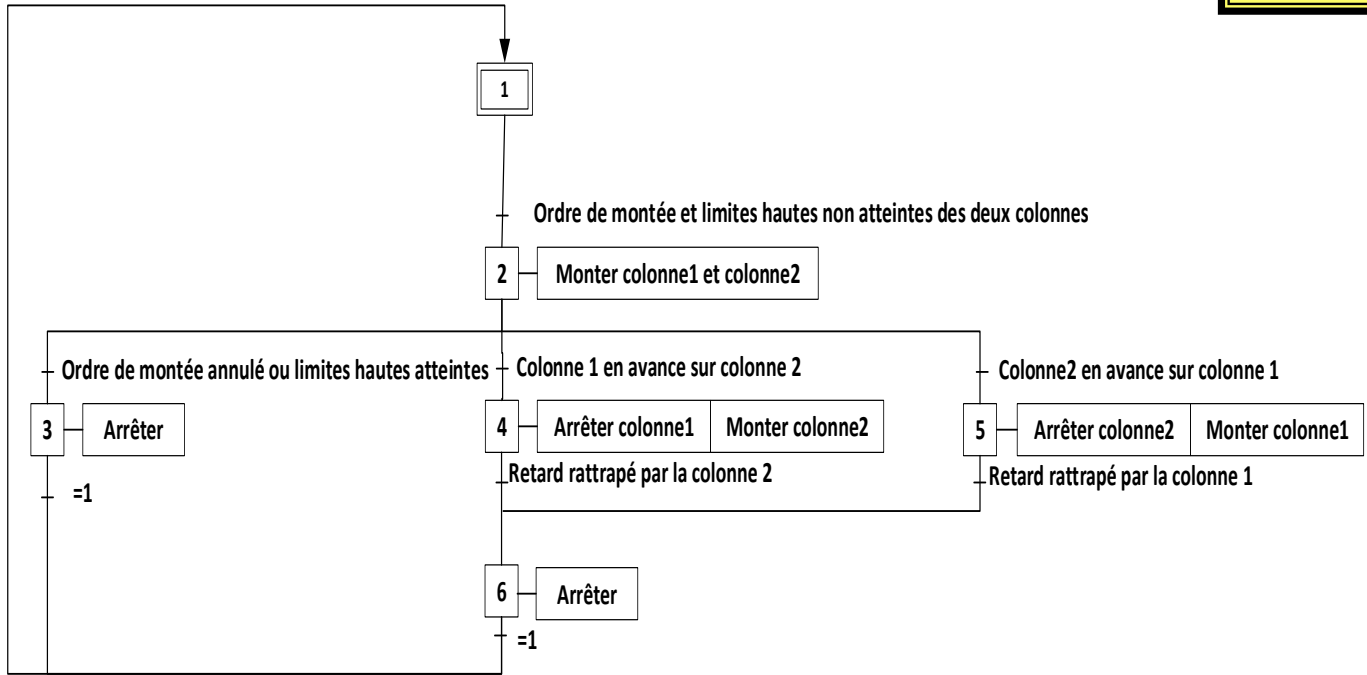 1
Ordre de montée et limites hautes non atteintes des deux colonnes
2
Monter colonne1 et colonne2
Ordre de montée annulé ou limites hautes atteintes
Colonne 1 en avance sur colonne 2
Colonne2 en avance sur colonne 1
3
Arrêter
4
Arrêter colonne1
Monter colonne2
5
Arrêter colonne2
Monter colonne1
=1
Retard rattrapé par la colonne 2
Retard rattrapé par la colonne 1
6
Arrêter
=1